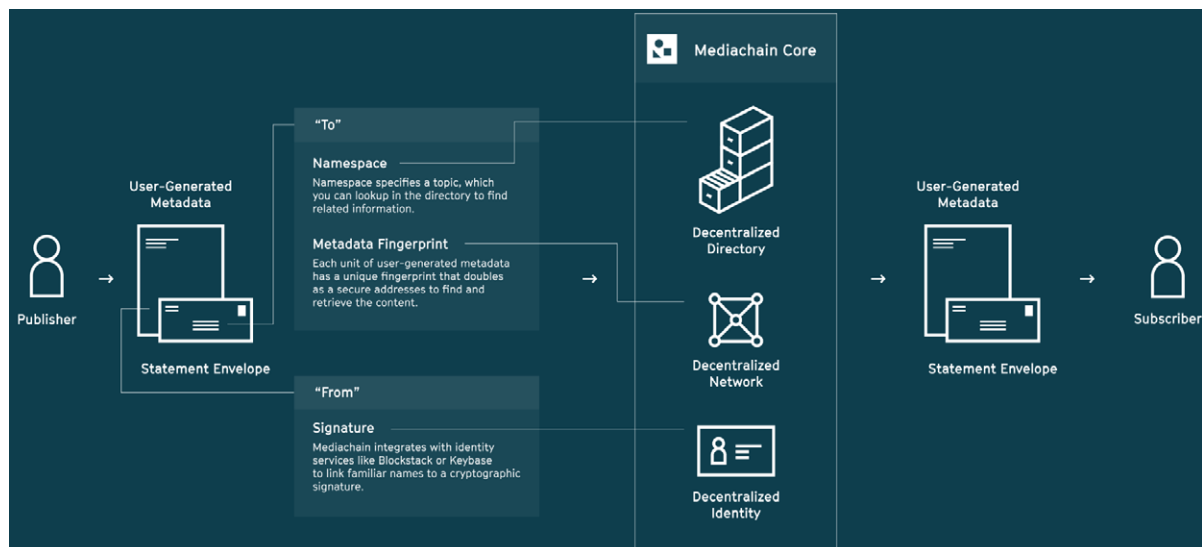 Mediachain Core
"To"
Namespace
Namespace specifies a topic, which
you can lookup in the directory to find
related information.
Metadata Fingerprint
Each unit of user-generated metadata
has a unique fingerprint that doubles
as a secure addresses to find and
retrieve the content.
User-Generated
Metadata
Publisher
Statement Envelope
"From"
Signature
Mediachain integrates with identity
services like Blockstack or Keybase
to link familiar names to a cryptographic
signature.
Decentralized
Directory
Decentralized
Network
Decentralized
Identity
User-Generated
Metadata
Statement Envelope
Subscriber